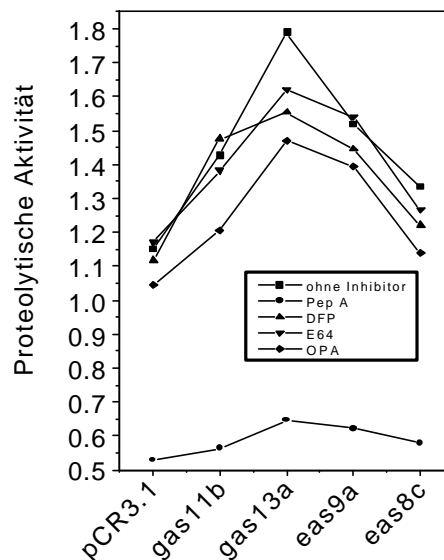 Proteolytische Aktivität
1.8
1.7
1.6
1.5
1.4
1.3
1.2
1.1
1.0
0.9
0.8
0.7
0.6
0.5
ohne Inhibitor
Pep A
DFP
E64
OPA
pCR3.1
gas11b
gas13a
eas9a
eas8c